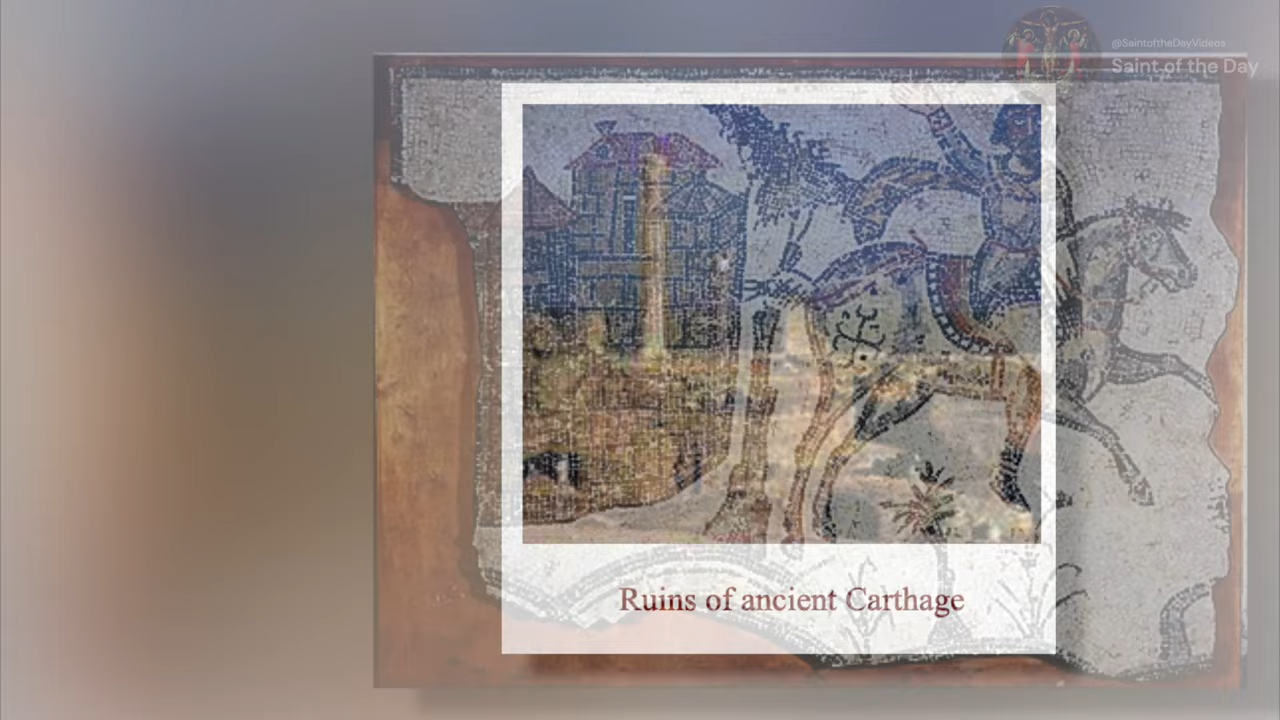 @SaintoftheDayVideos
Saint of the Day
Ruins of ancient Carthage